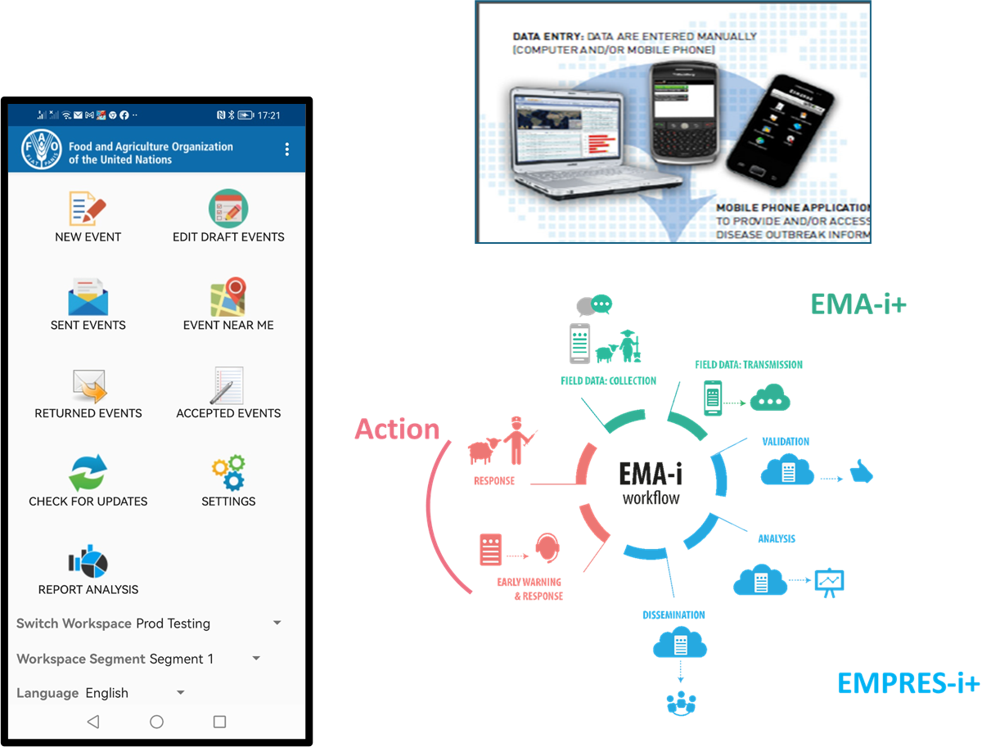 17:21
FAO
FIAT PANIS
Food and Agriculture Organization
of the United Nations
NEW EVENT
EDIT DRAFT EVENTS
SENT EVENTS
EVENT NEAR ME
RETURNED EVENTS
ACCEPTED EVENTS
CHECK FOR UPDATES
SETTINGS
REPORT ANALYSIS
Switch Workspace Prod Testing
Workspace Segment Segment 1
Language English
DATA ENTRY: DATA ARE ENTERED MANUALLY
(COMPUTER AND/OR MOBILE PHONE)
MOBILE PHONE APPLICATION
TO PROVIDE AND/OR ACCESS
DISEASE OUTBREAK INFORM
EMA-i+
FIELD DATA: COLLECTION
FIELD DATA: TRANSMISSION
VALIDATION
ANALYSIS
DISSEMINATION
EARLY WARNING
& RESPONSE
RESPONSE
Action
EMA-i
workflow
EMPRES-i+